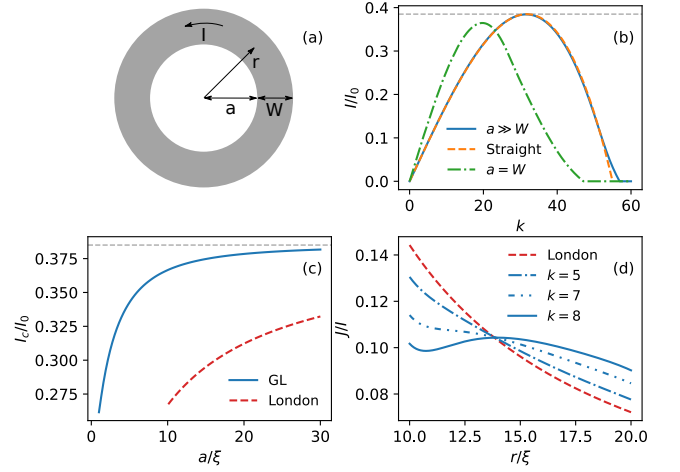 (a)
I
r
a
W
(b)
I/I₀
0.4
0.3
0.2
0.1
0.0
a ≫ W
Straight
a = W
0
20
40
60
k
(c)
I_c/I₀
0.375
0.350
0.325
0.300
0.275
GL
London
0
10
20
30
a/ξ
(d)
J/I
0.14
0.12
0.10
0.08
London
k = 5
k = 7
k = 8
10.0
12.5
15.0
17.5
20.0
r/ξ